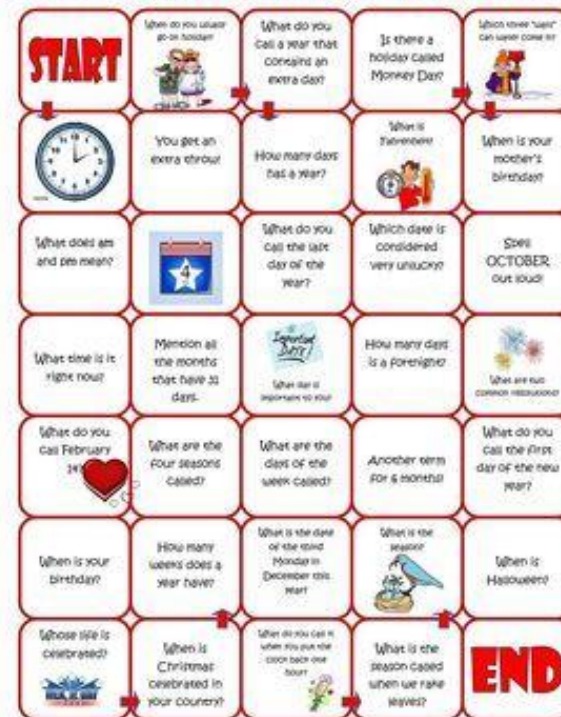 START
When do you usually
go on holiday?
What do you
call a year that
contains an
extra day?
Is there a
holiday called
Monkey Day?
Which three "ways"
can water come in?
You get an
extra throw!
How many days
has a year?
What is
Fahrenheit?
When is your
mother's
birthday?
What does am
and pm mean?
4
What do you
call the last
day of the
year?
Which date is
considered
very unlucky?
Spell
OCTOBER
out loud!
What time is it
right now?
Mention all
the months
that have 31
days.
Important
DATE!
What day is
important to you?
How many days
is a fortnight?
What are two
common
What do you
call February
14?
What are the
four seasons
called?
What are the
days of the
week called?
Another term
for 6 months?
What do you
call the first
day of the new
year?
When is your
birthday?
How many
weeks does a
year have?
What is the date
of the third
Monday in
December this
year?
What is the
season?
When is
Halloween?
Whose life is
celebrated?
When is
Christmas
celebrated in
your country?
What do you call it
when you put the
clock back one
hour?
What is the
season called
when we rake
leaves?
END